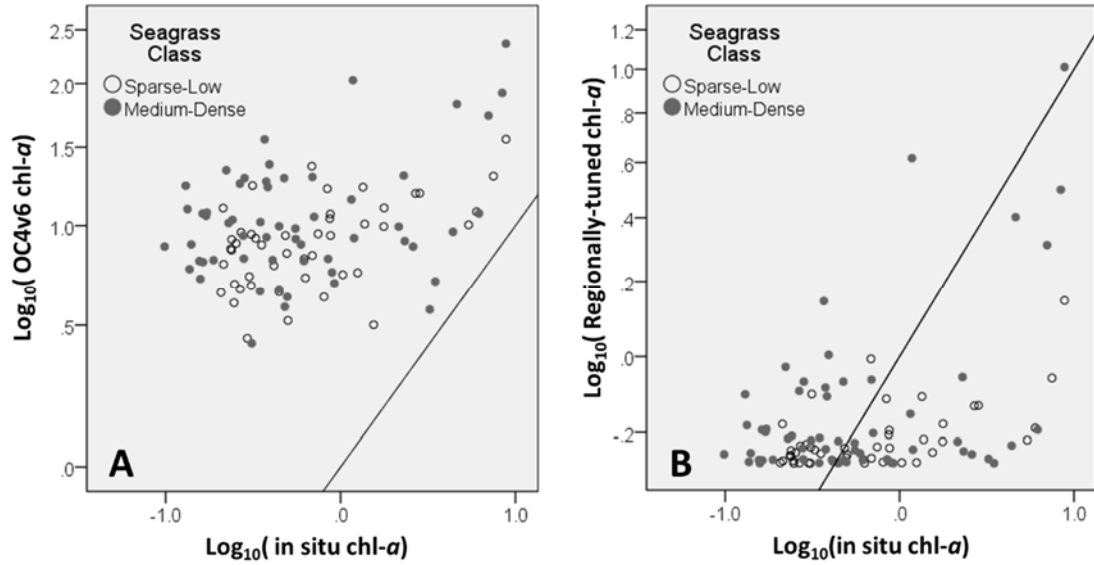 Seagrass
Class
Sparse-Low
Medium-Dense
Log10( OC4v6 chl-a)
2.5
2.0
1.5
1.0
.5
.0
A
-1.0
.0
1.0
Log10( in situ chl-a)
Seagrass
Class
Sparse-Low
Medium-Dense
Log10( Regionally-tuned chl-a)
1.2
1.0
.8
.6
.4
.2
.0
-.2
B
-1.0
.0
1.0
Log10(in situ chl-a)